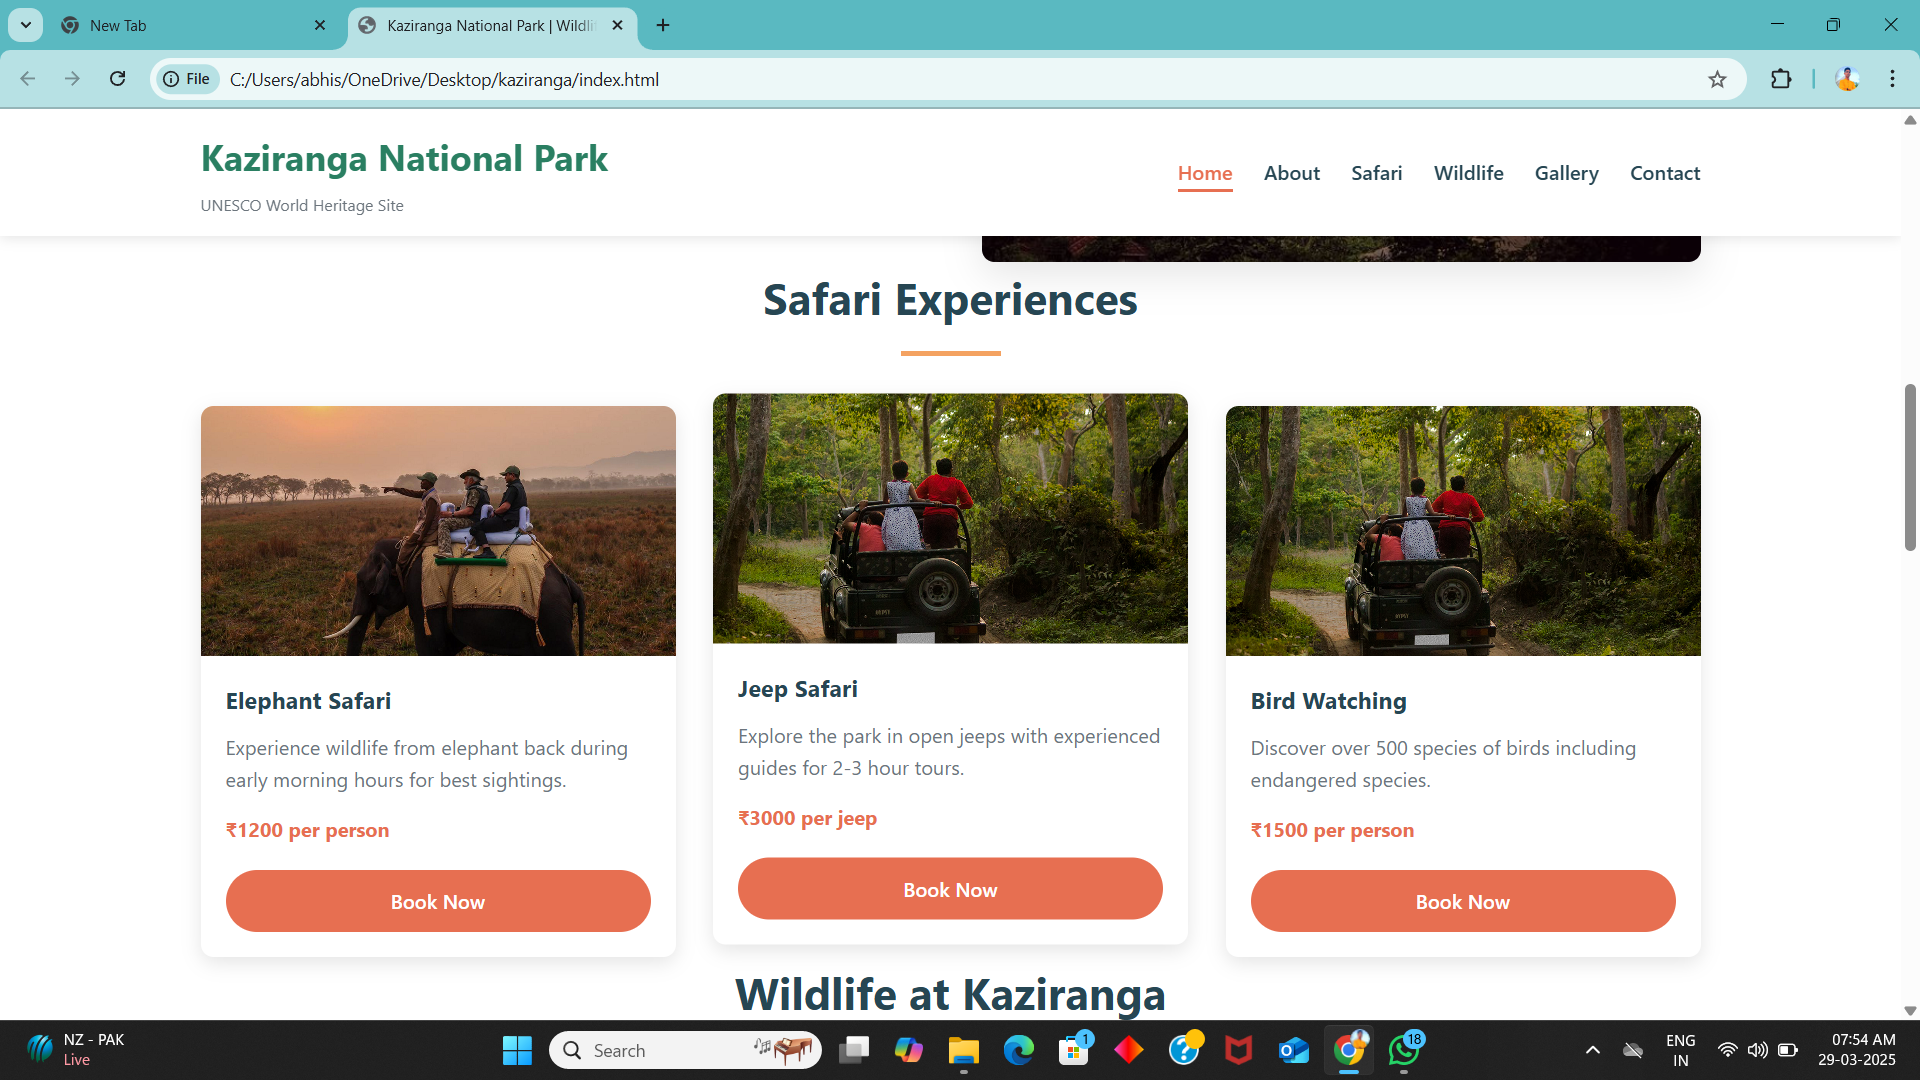 New Tab
Kaziranga National Park | Wildli
File
C:/Users/abhis/OneDrive/Desktop/kaziranga/index.html
Kaziranga National Park
UNESCO World Heritage Site
Home
About
Safari
Wildlife
Gallery
Contact
Safari Experiences
Elephant Safari
Experience wildlife from elephant back during
early morning hours for best sightings.
₹1200 per person
Book Now
Jeep Safari
Explore the park in open jeeps with experienced
guides for 2-3 hour tours.
₹3000 per jeep
Book Now
Bird Watching
Discover over 500 species of birds including
endangered species.
₹1500 per person
Book Now
Wildlife at Kaziranga
NZ - PAK
Live
Search
1
18
ENG
IN
07:54 AM
29-03-2025